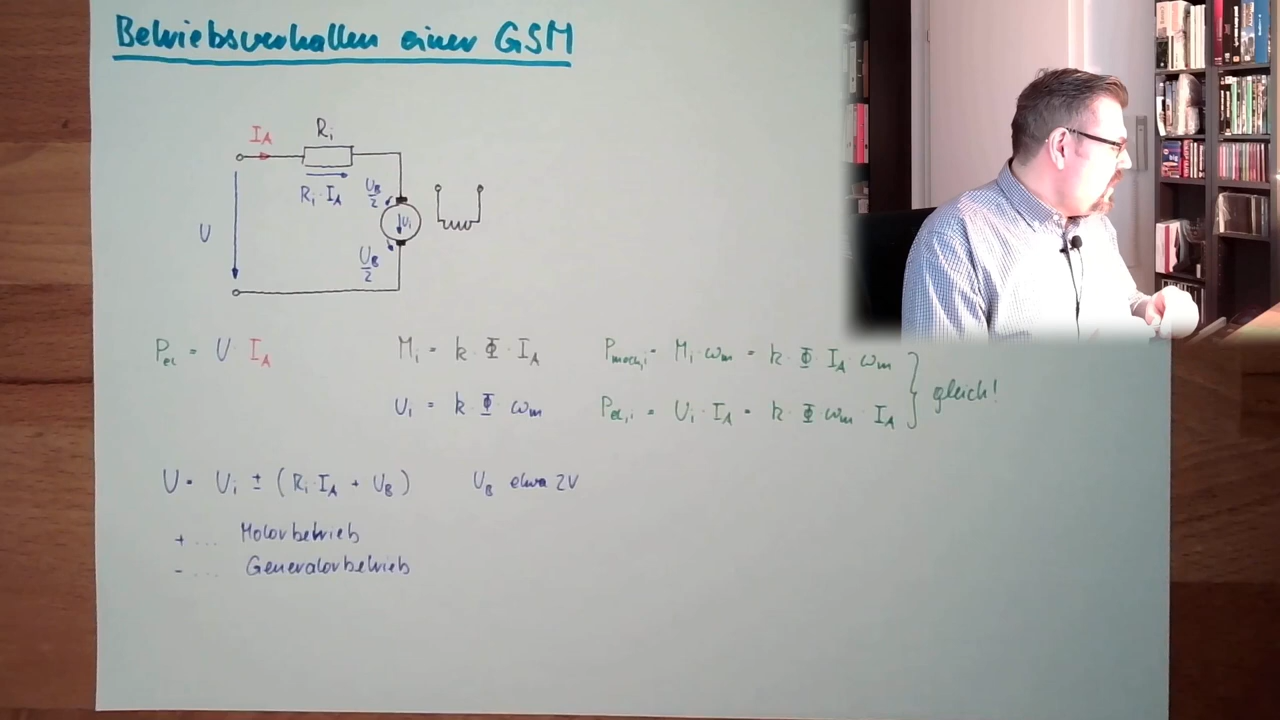 Betriebsverhalten einer GSM
I_A
R_i
R_i · I_A
U_B/2
U_i
U
U_B/2
P_el = U · I_A
M_i = k · Φ · I_A
P_mech,i = M_i · ω_m = k · Φ · I_A · ω_m
U_i = k · Φ · ω_m
P_el,i = U_i · I_A = k · Φ · ω_m · I_A
gleich!
U = U_i ± (R_i · I_A + U_B)
U_B etwa 2V
+ ... Motorbetrieb
- ... Generatorbetrieb